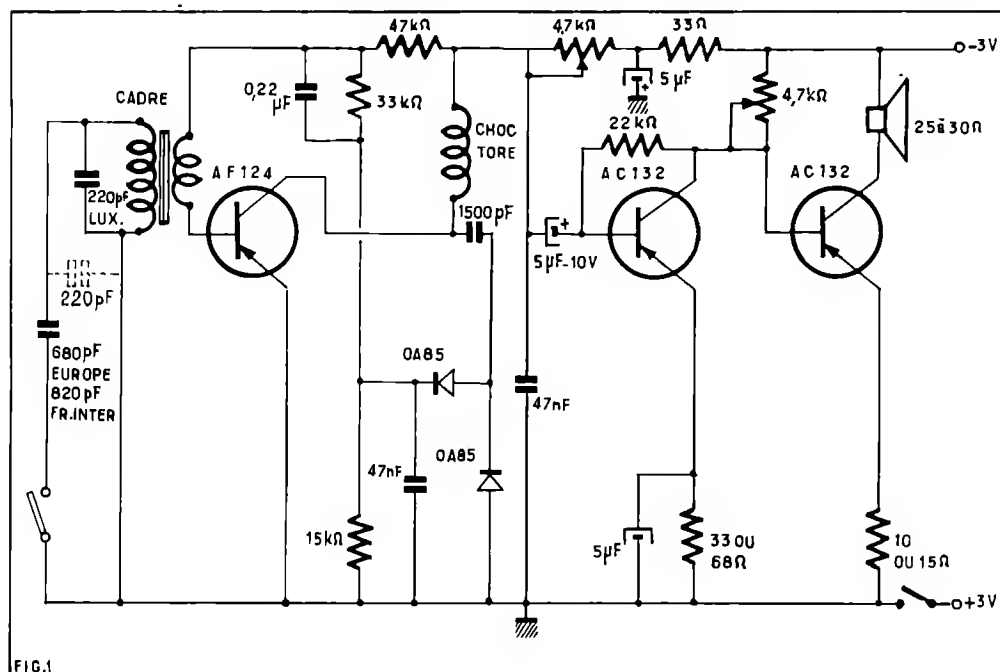 47kΩ
4,7kΩ
33Ω
-3V
0,22
µF
33kΩ
5µF
+
4,7kΩ
CADRE
CHOC
TORE
22kΩ
25 à 30Ω
AF124
220pF
LUX.
1500pF
AC132
AC132
+
5µF-10V
220pF
680pF
EUROPE
820pF
FR.INTER
OA85
47nF
OA85
47nF
15kΩ
5µF
33 OU
68Ω
10
OU 15Ω
+3V
FIG.1